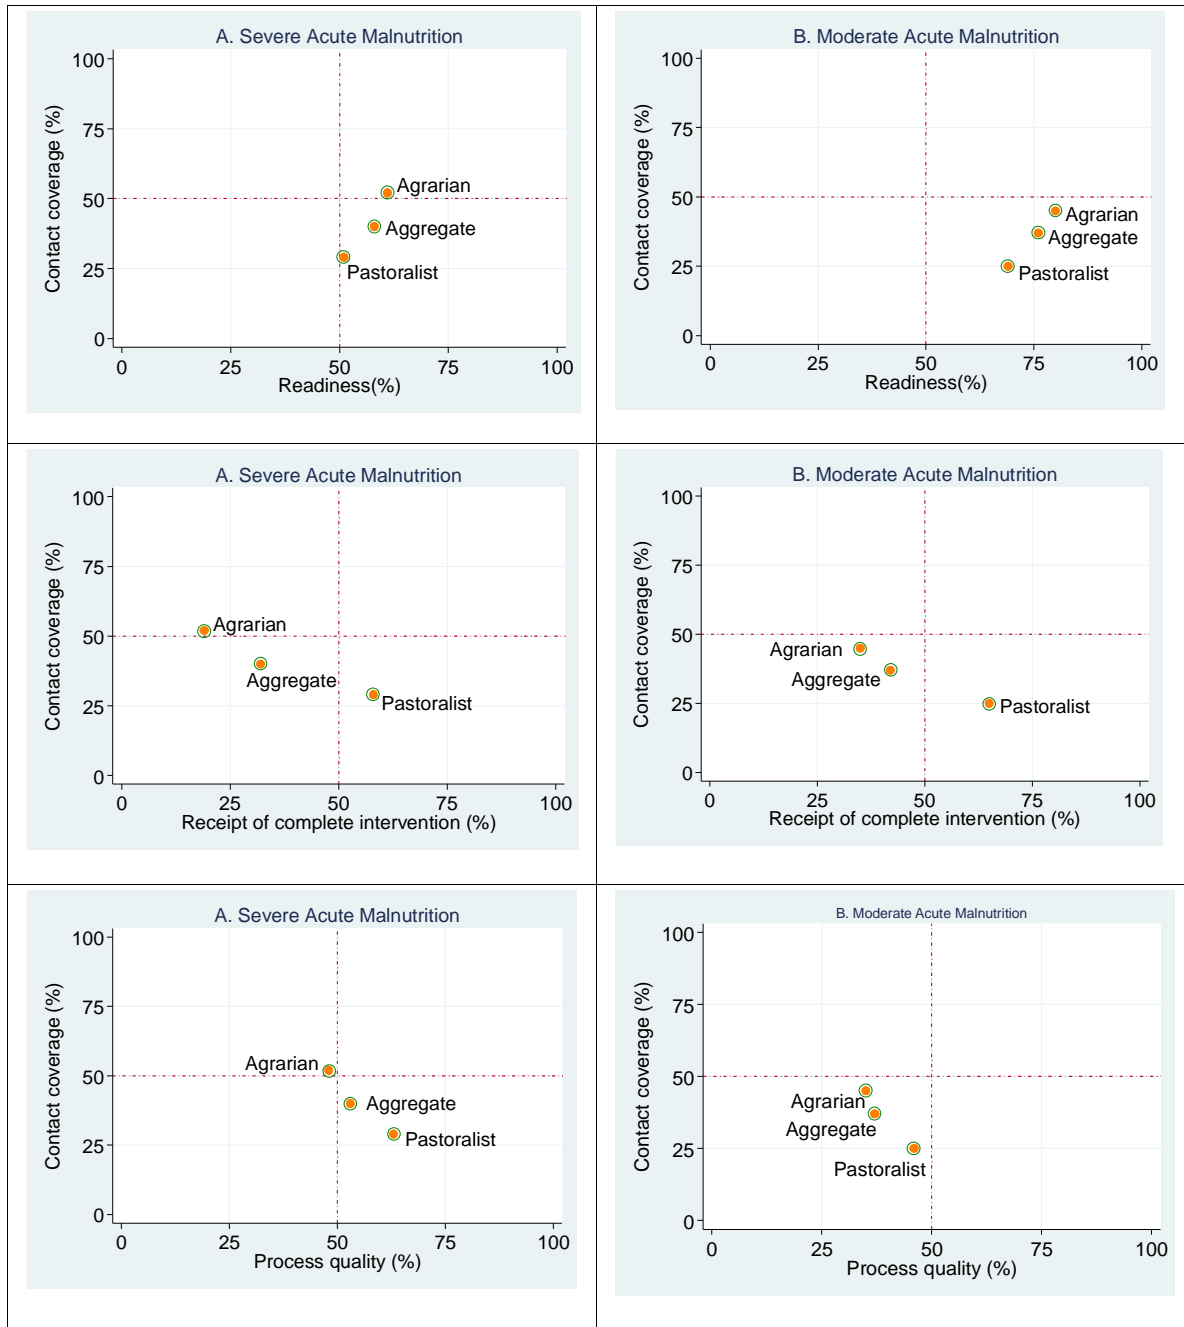 A. Severe Acute Malnutrition
Contact coverage (%)
100
75
50
25
0
Agrarian
Aggregate
Pastoralist
0 25 50 75 100
Readiness(%)
B. Moderate Acute Malnutrition
Contact coverage (%)
100
75
50
25
0
Agrarian
Aggregate
Pastoralist
0 25 50 75 100
Readiness(%)
A. Severe Acute Malnutrition
Contact coverage (%)
100
75
50
25
0
Agrarian
Aggregate
Pastoralist
0 25 50 75 100
Receipt of complete intervention (%)
B. Moderate Acute Malnutrition
Contact coverage (%)
100
75
50
25
0
Agrarian
Aggregate
Pastoralist
0 25 50 75 100
Receipt of complete intervention (%)
A. Severe Acute Malnutrition
Contact coverage (%)
100
75
50
25
0
Agrarian
Aggregate
Pastoralist
0 25 50 75 100
Process quality (%)
B. Moderate Acute Malnutrition
Contact coverage (%)
100
75
50
25
0
Agrarian
Aggregate
Pastoralist
0 25 50 75 100
Process quality (%)